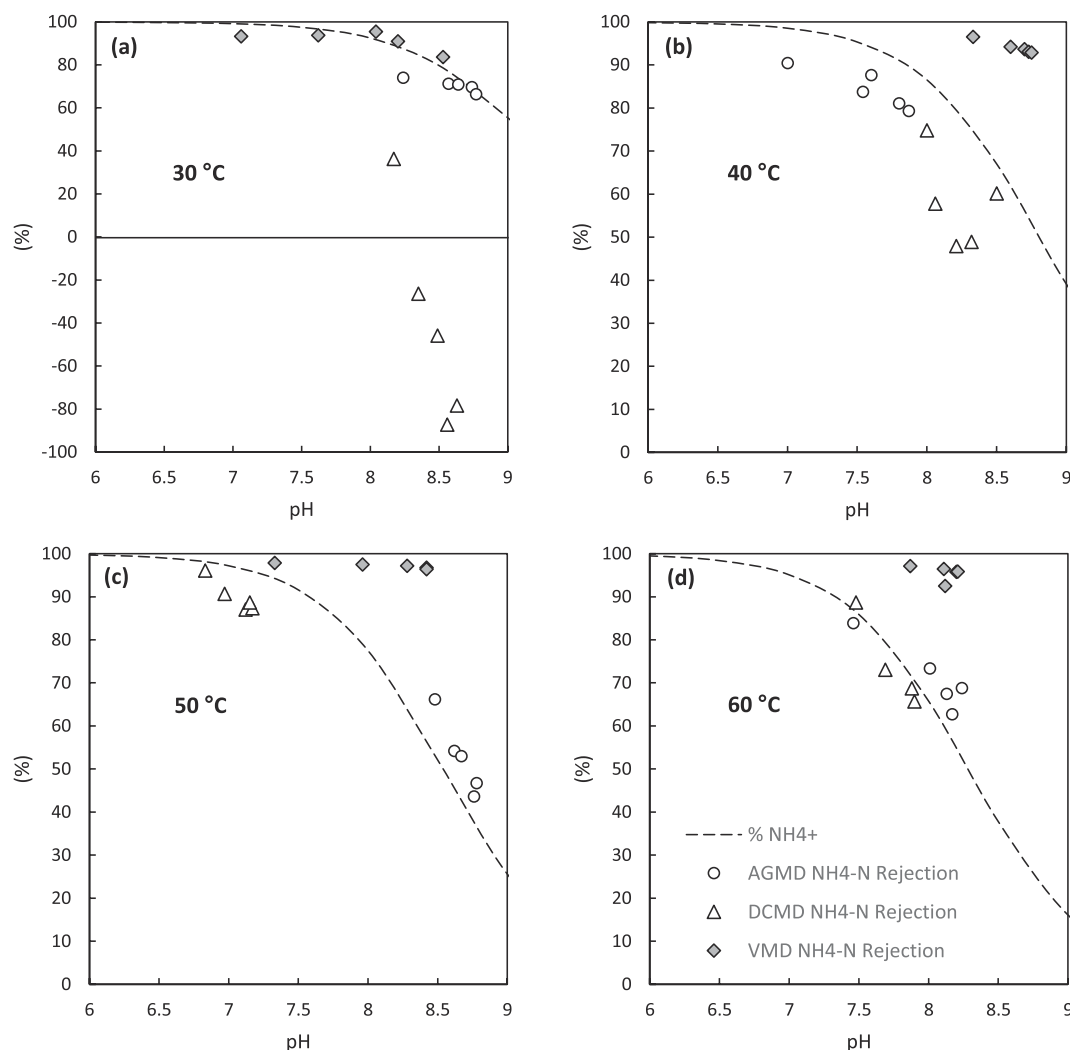 (a)
30 °C
(%)
100
80
60
40
20
0
-20
-40
-60
-80
-100
6 6.5 7 7.5 8 8.5 9
pH
(b)
40 °C
(%)
100
90
80
70
60
50
40
30
20
10
0
6 6.5 7 7.5 8 8.5 9
pH
(c)
50 °C
(%)
100
90
80
70
60
50
40
30
20
10
0
6 6.5 7 7.5 8 8.5 9
pH
(d)
60 °C
(%)
100
90
80
70
60
50
40
30
20
10
0
6 6.5 7 7.5 8 8.5 9
pH
% NH4+
AGMD NH4-N Rejection
DCMD NH4-N Rejection
VMD NH4-N Rejection